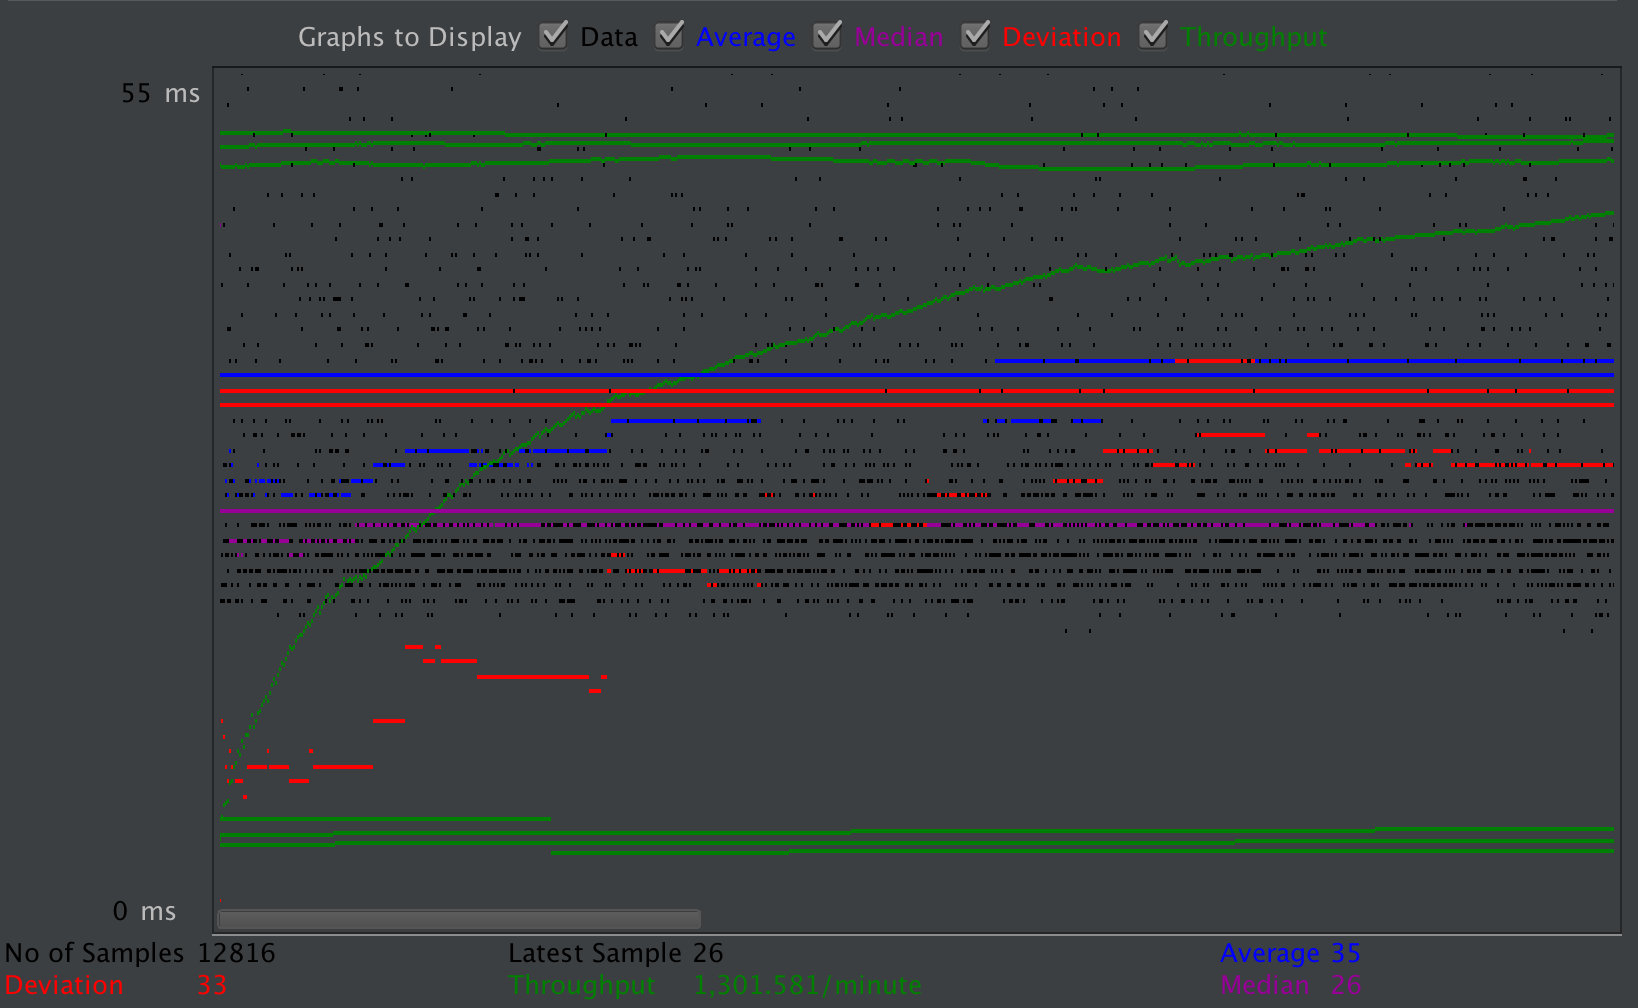 Graphs to Display Data Average Median Deviation Throughput
55 ms
0 ms
No of Samples 12816 Latest Sample 26 Average 35
Deviation 33 Throughput 1,301.581/minute Median 26